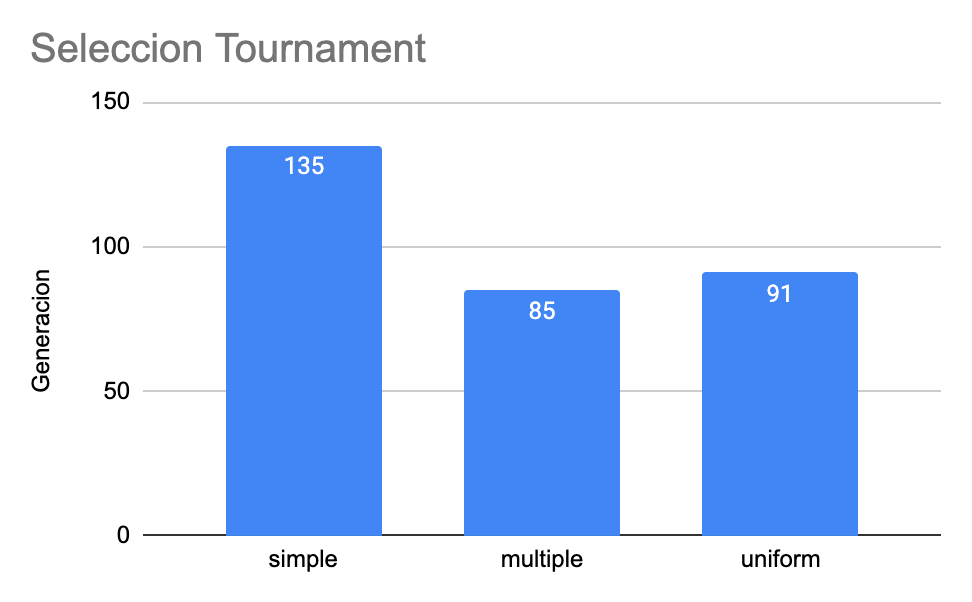 Seleccion Tournament
150
100
50
0
Generacion
135
85
91
simple
multiple
uniform